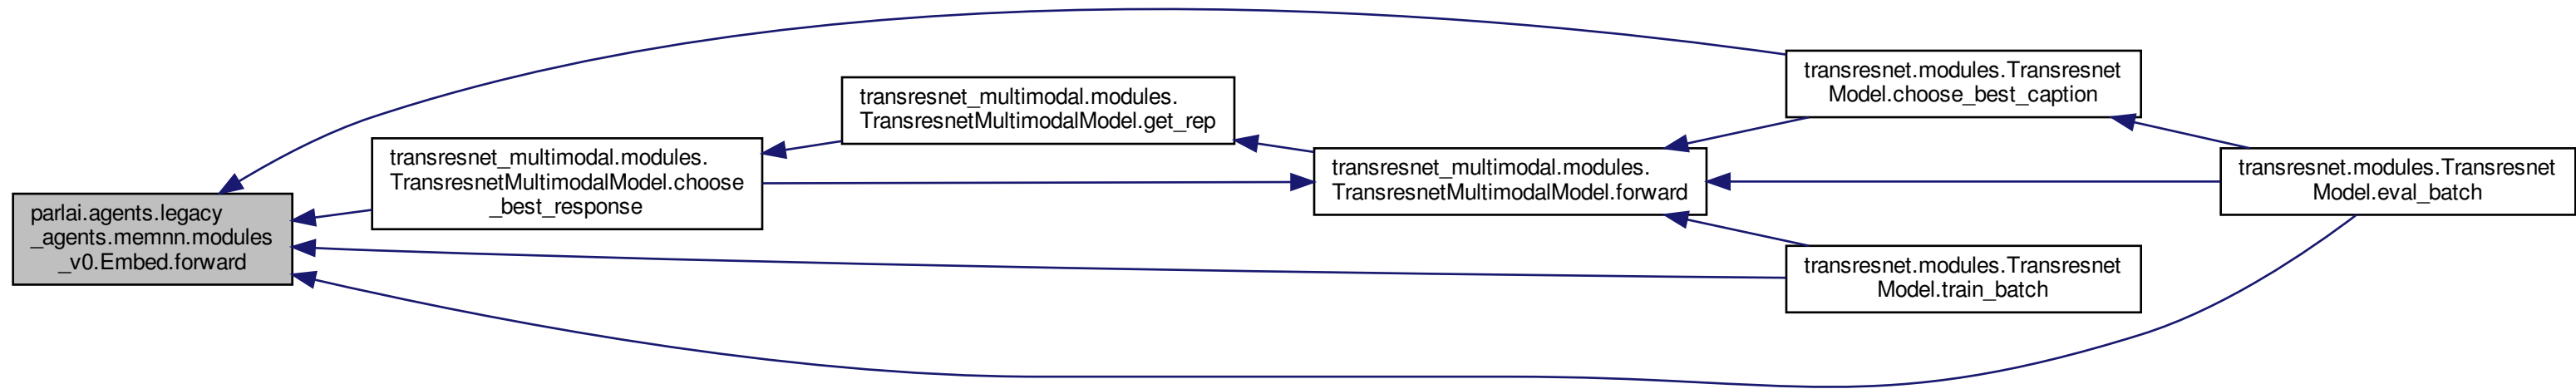 parlai.agents.legacy
_agents.memnn.modules
_v0.Embed.forward
transresnet_multimodal.modules.
TransresnetMultimodalModel.choose
_best_response
transresnet_multimodal.modules.
TransresnetMultimodalModel.get_rep
transresnet_multimodal.modules.
TransresnetMultimodalModel.forward
transresnet.modules.Transresnet
Model.choose_best_caption
transresnet.modules.Transresnet
Model.train_batch
transresnet.modules.Transresnet
Model.eval_batch